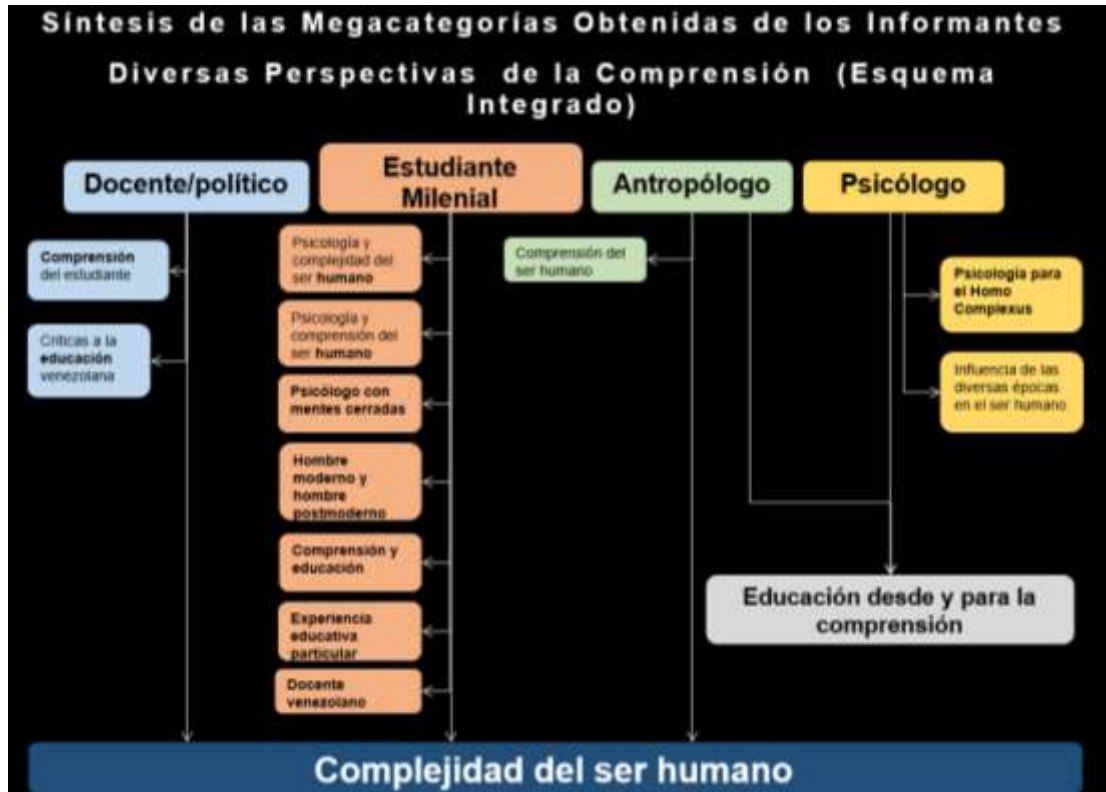 Síntesis de las Megacategorías Obtenidas de los Informantes
Diversas Perspectivas de la Comprensión (Esquema
Integrado)
Docente/político
Estudiante
Milenial
Antropólogo
Psicólogo
Comprensión
del estudiante
Críticas a la
educación
venezolana
Psicología y
complejidad del
ser humano
Psicología y
comprensión del
ser humano
Psicólogo con
mentes cerradas
Hombre
moderno y
hombre
postmoderno
Comprensión y
educación
Experiencia
educativa
particular
Docente
venezolano
Comprensión del
ser humano
Psicología para
el Homo
Complexus
Influencia de las
diversas épocas
en el ser humano
Educación desde y para la
comprensión
Complejidad del ser humano